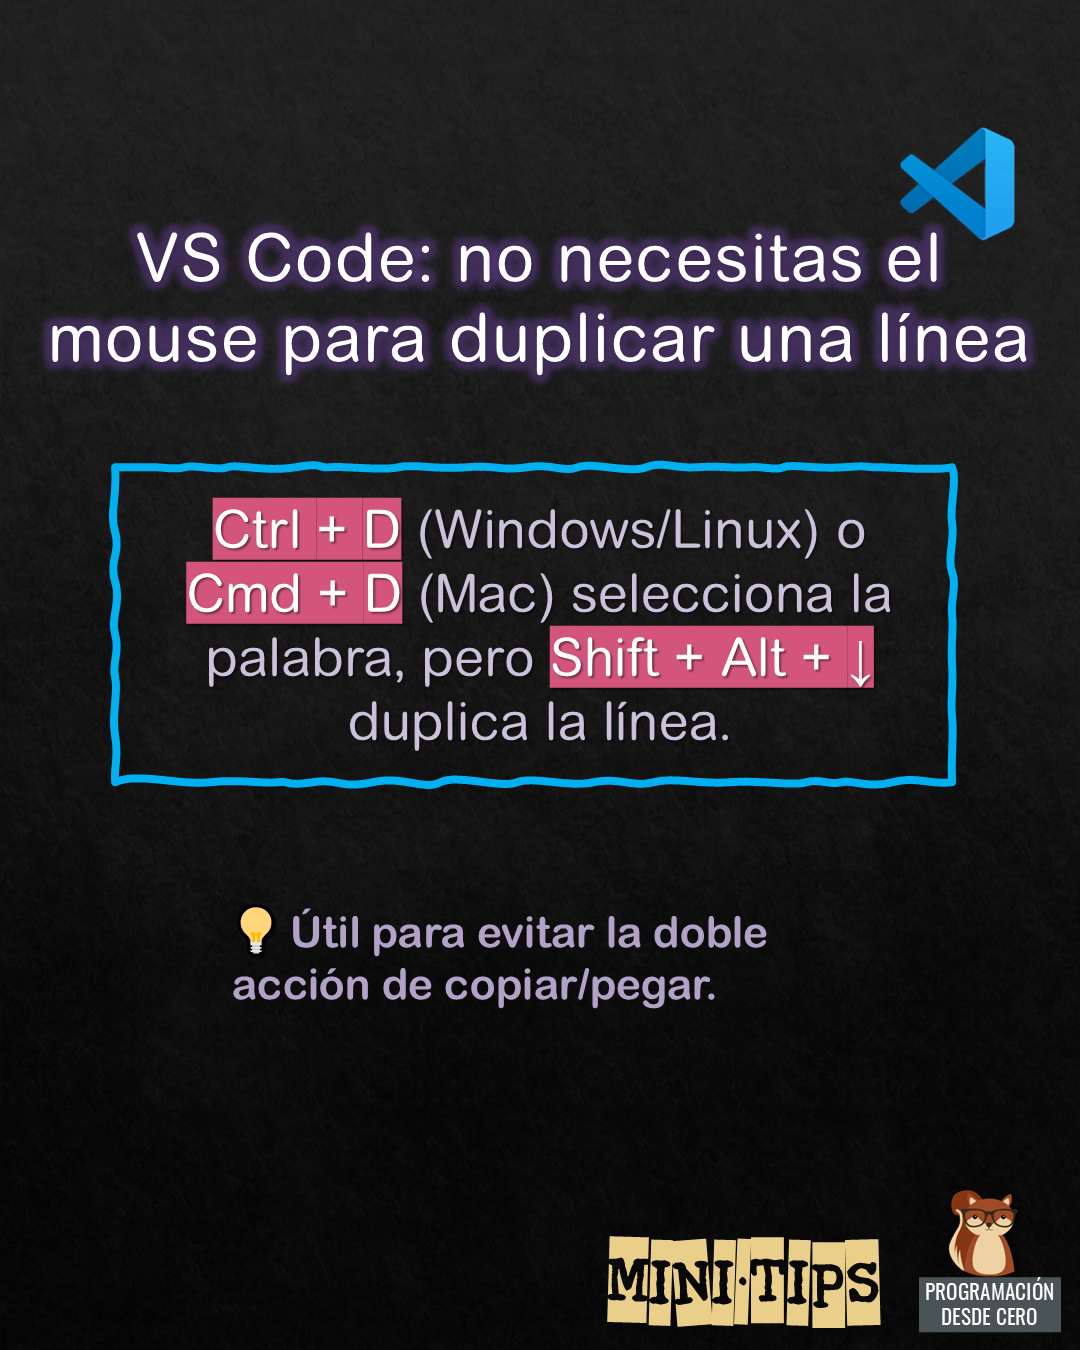 VS Code: no necesitas el
mouse para duplicar una línea
Ctrl + D (Windows/Linux) o
Cmd + D (Mac) selecciona la
palabra, pero Shift + Alt + ↓
duplica la línea.
💡 Útil para evitar la doble
acción de copiar/pegar.
MINI·TIPS
PROGRAMACIÓN
DESDE CERO